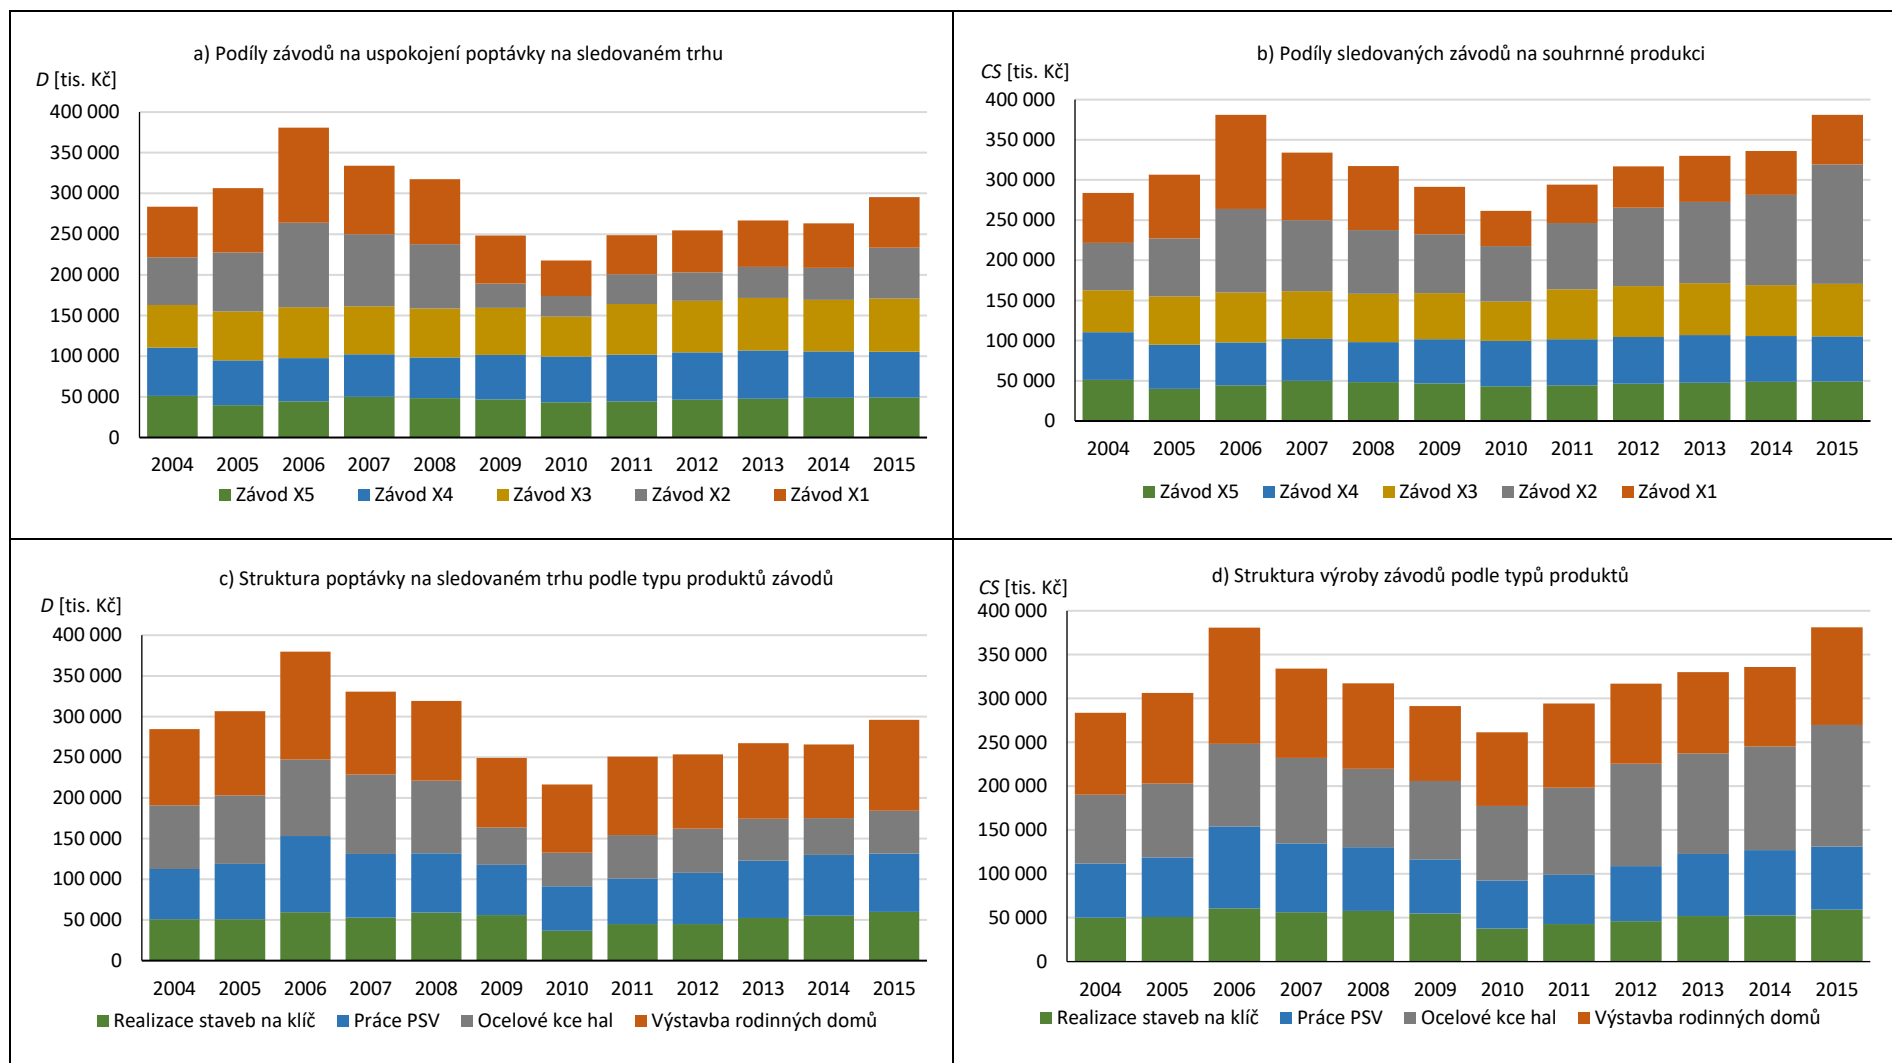 a) Podíly závodů na uspokojení poptávky na sledovaném trhu
D [tis. Kč]
400 000
350 000
300 000
250 000
200 000
150 000
100 000
50 000
0
2004 2005 2006 2007 2008 2009 2010 2011 2012 2013 2014 2015
Závod X5 Závod X4 Závod X3 Závod X2 Závod X1
b) Podíly sledovaných závodů na souhrnné produkci
CS [tis. Kč]
400 000
350 000
300 000
250 000
200 000
150 000
100 000
50 000
0
2004 2005 2006 2007 2008 2009 2010 2011 2012 2013 2014 2015
Závod X5 Závod X4 Závod X3 Závod X2 Závod X1
c) Struktura poptávky na sledovaném trhu podle typu produktů závodů
D [tis. Kč]
400 000
350 000
300 000
250 000
200 000
150 000
100 000
50 000
0
2004 2005 2006 2007 2008 2009 2010 2011 2012 2013 2014 2015
Realizace staveb na klíč Práce PSV Ocelové kce hal Výstavba rodinných domů
d) Struktura výroby závodů podle typů produktů
CS [tis. Kč]
400 000
350 000
300 000
250 000
200 000
150 000
100 000
50 000
0
2004 2005 2006 2007 2008 2009 2010 2011 2012 2013 2014 2015
Realizace staveb na klíč Práce PSV Ocelové kce hal Výstavba rodinných domů